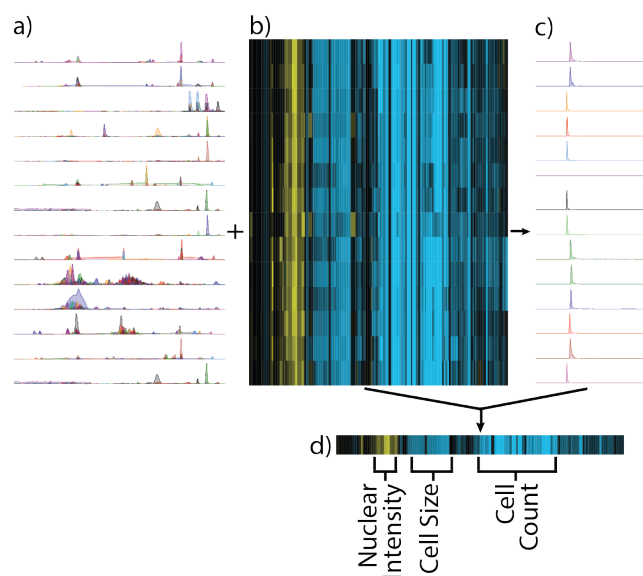 a)
b)
c)
+
d)
Nuclear
Intensity
Cell Size
Cell
Count